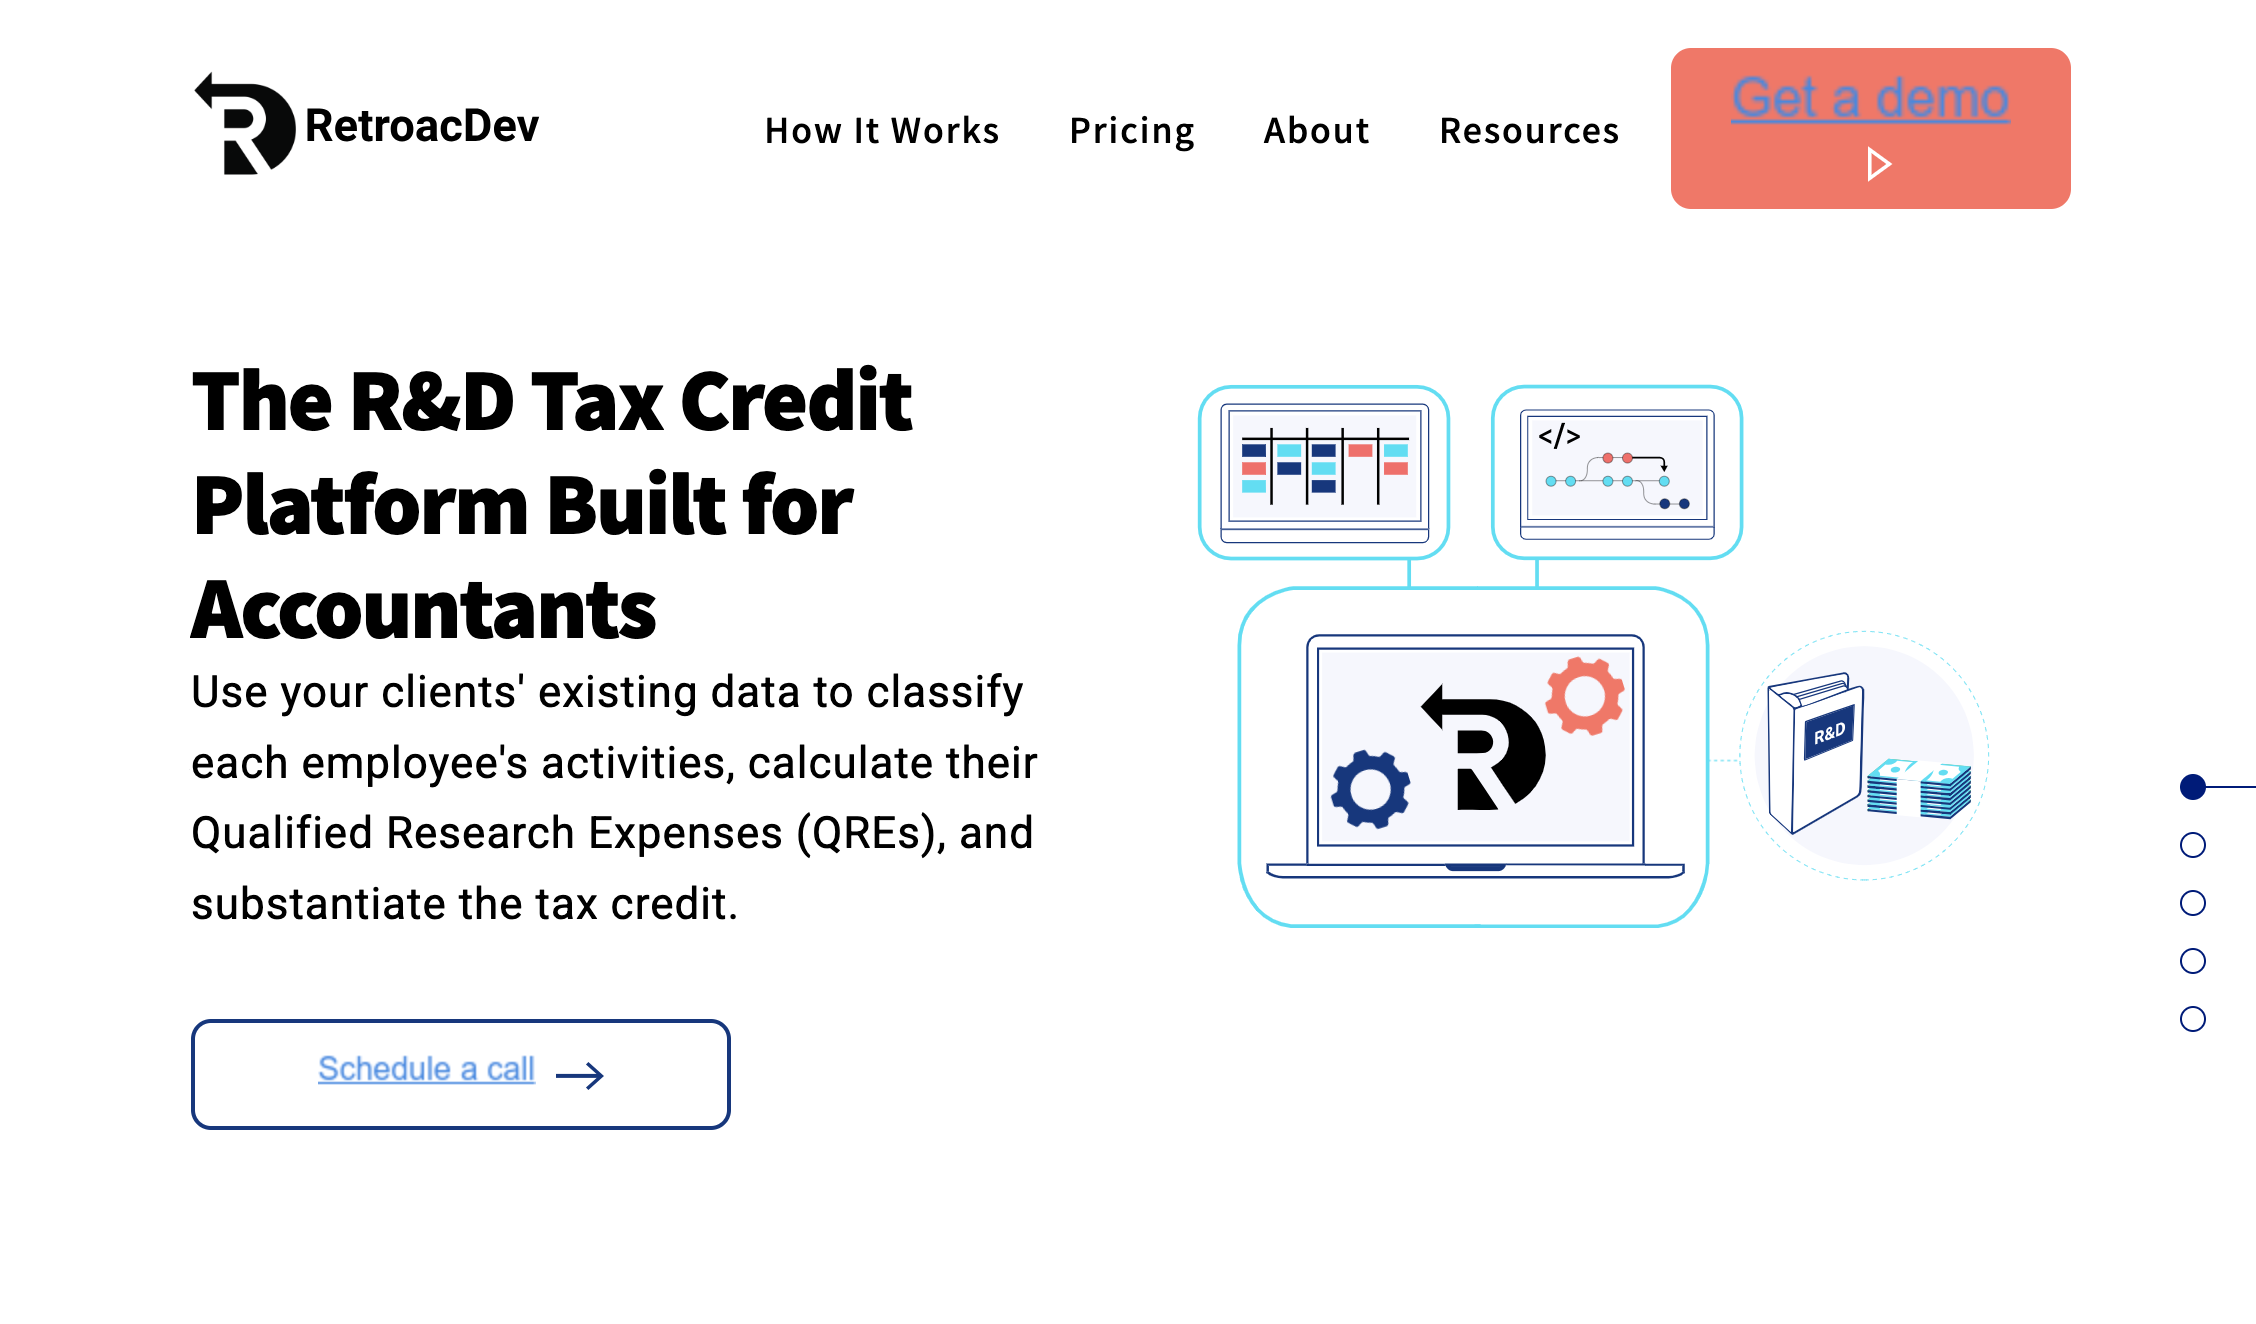 RetroacDev
How It Works
Pricing
About
Resources
Get a demo
The R&D Tax Credit
Platform Built for
Accountants
Use your clients' existing data to classify
each employee's activities, calculate their
Qualified Research Expenses (QREs), and
substantiate the tax credit.
Schedule a call
</>
R&D